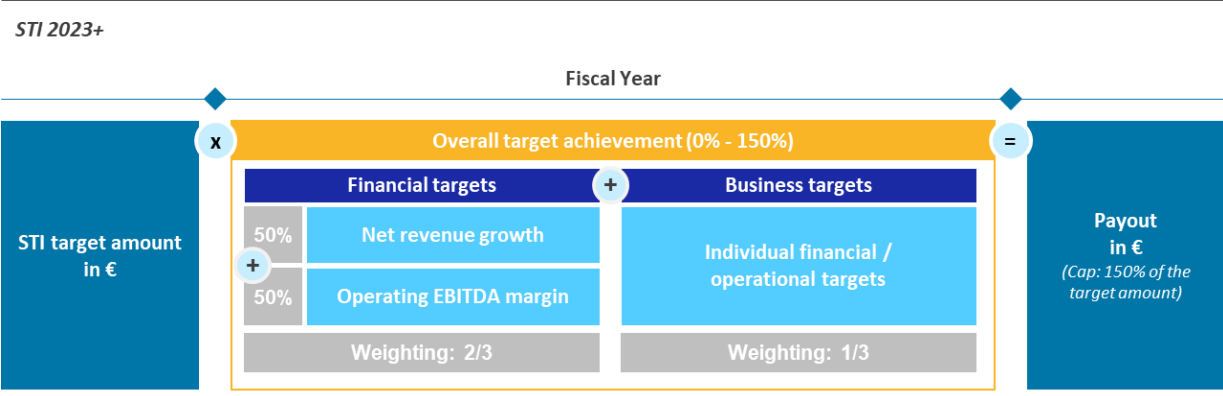 STI 2023+
Fiscal Year
x
Overall target achievement (0% - 150%)
=
Financial targets
+
Business targets
STI target amount
in €
50%
Net revenue growth
+
50%
Operating EBITDA margin
Individual financial /
operational targets
Payout
in €
(Cap: 150% of the
target amount)
Weighting: 2/3
Weighting: 1/3